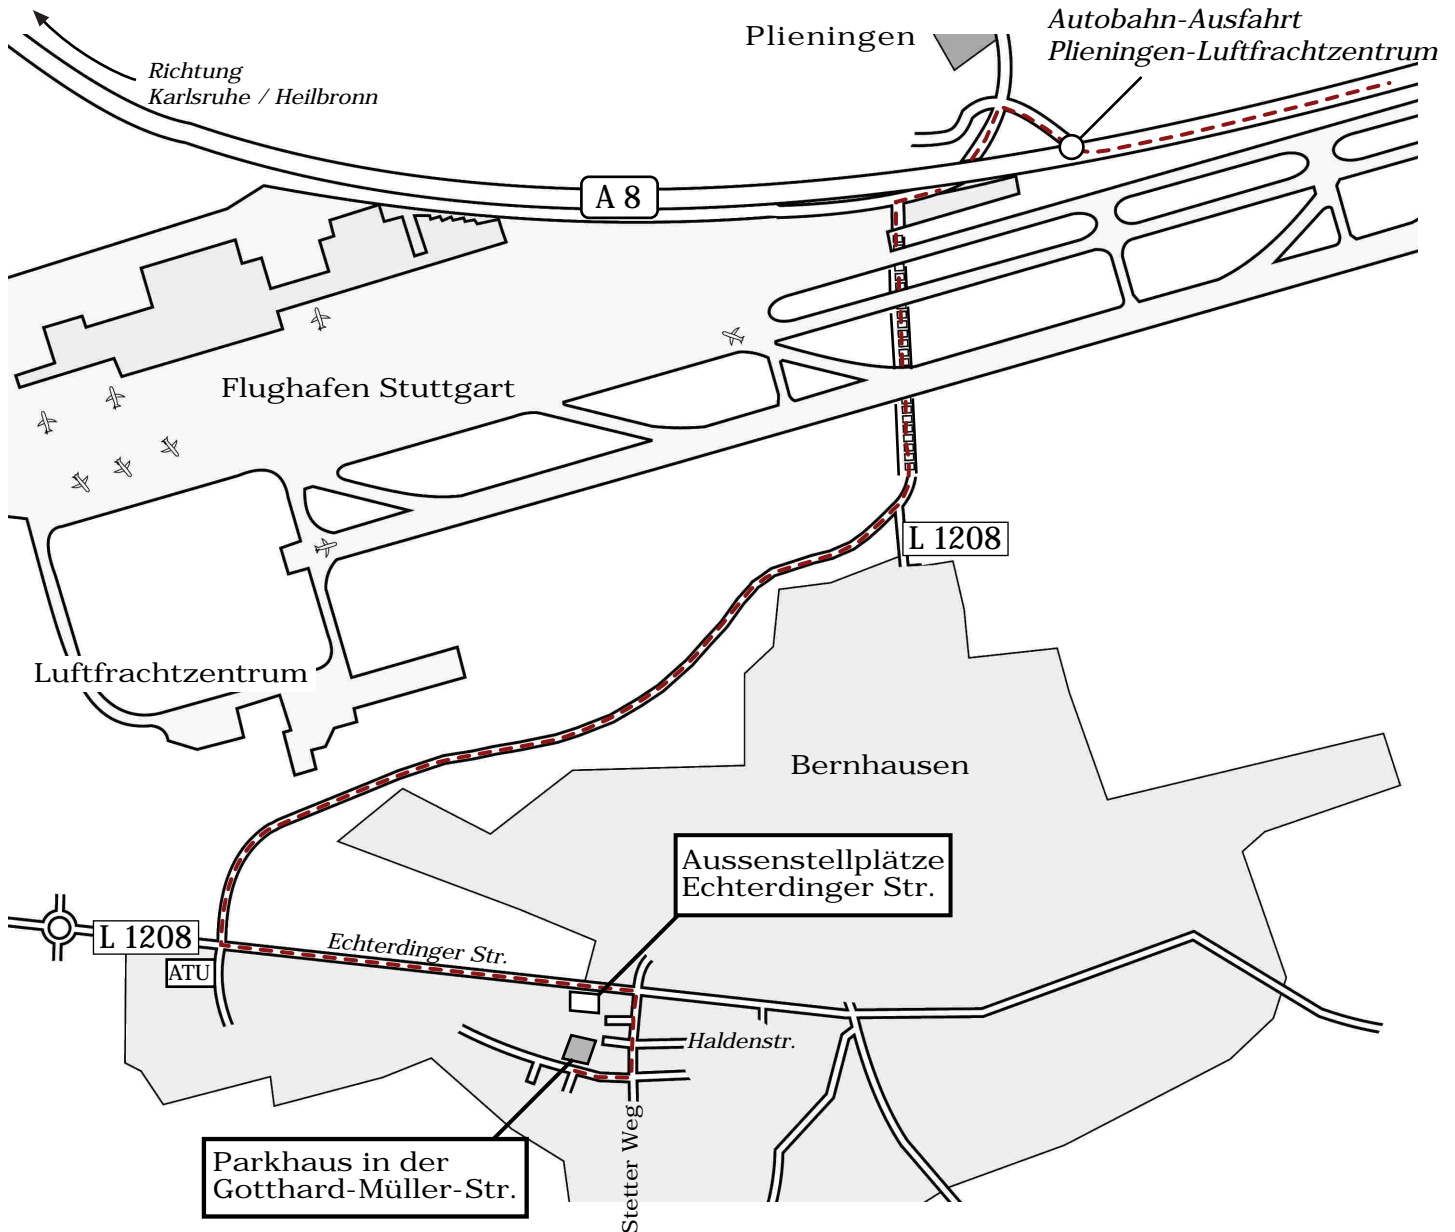 Plieningen
Autobahn-Ausfahrt
Plieningen-Luftfrachtzentrum
Richtung
Karlsruhe / Heilbronn
A 8
Flughafen Stuttgart
L 1208
Luftfrachtzentrum
Bernhausen
Aussenstellplätze
Echterdinger Str.
L 1208
Echterdinger Str.
ATU
Haldenstr.
Stetter Weg
Parkhaus in der
Gotthard-Müller-Str.